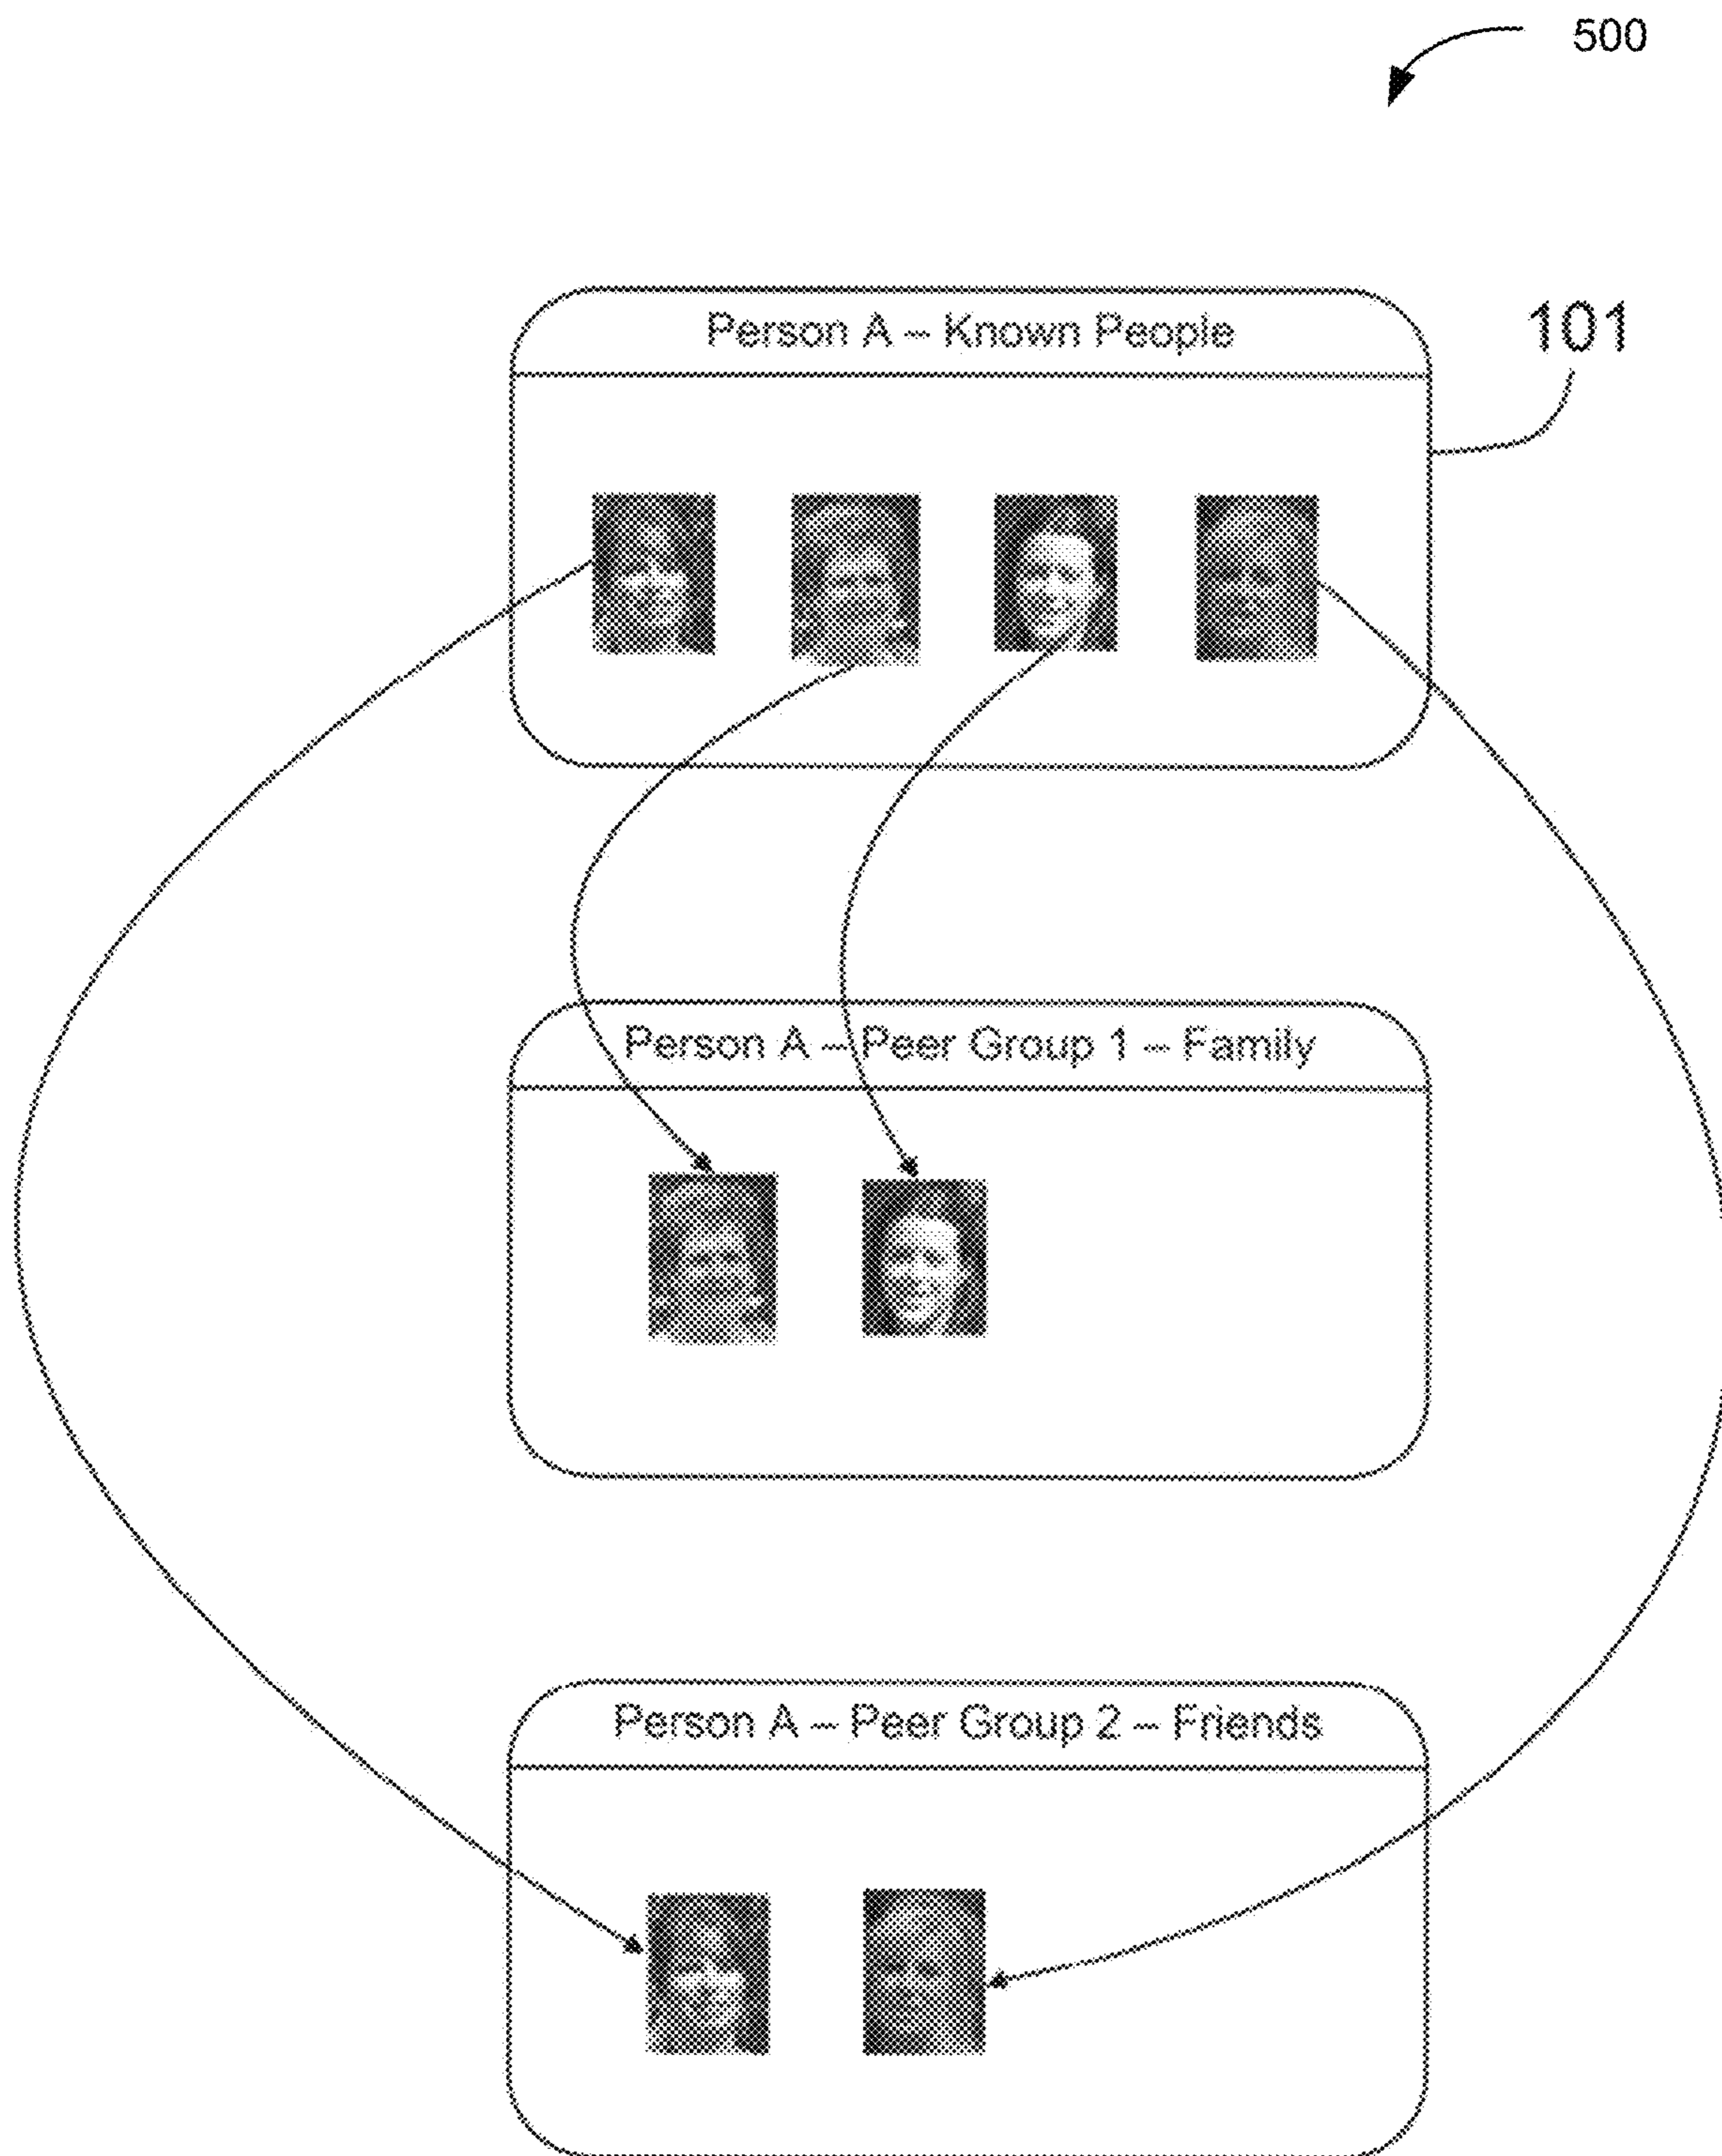 500
Person A – Known People
101
Person A – Peer Group 1 – Family
Person A – Peer Group 2 – Friends